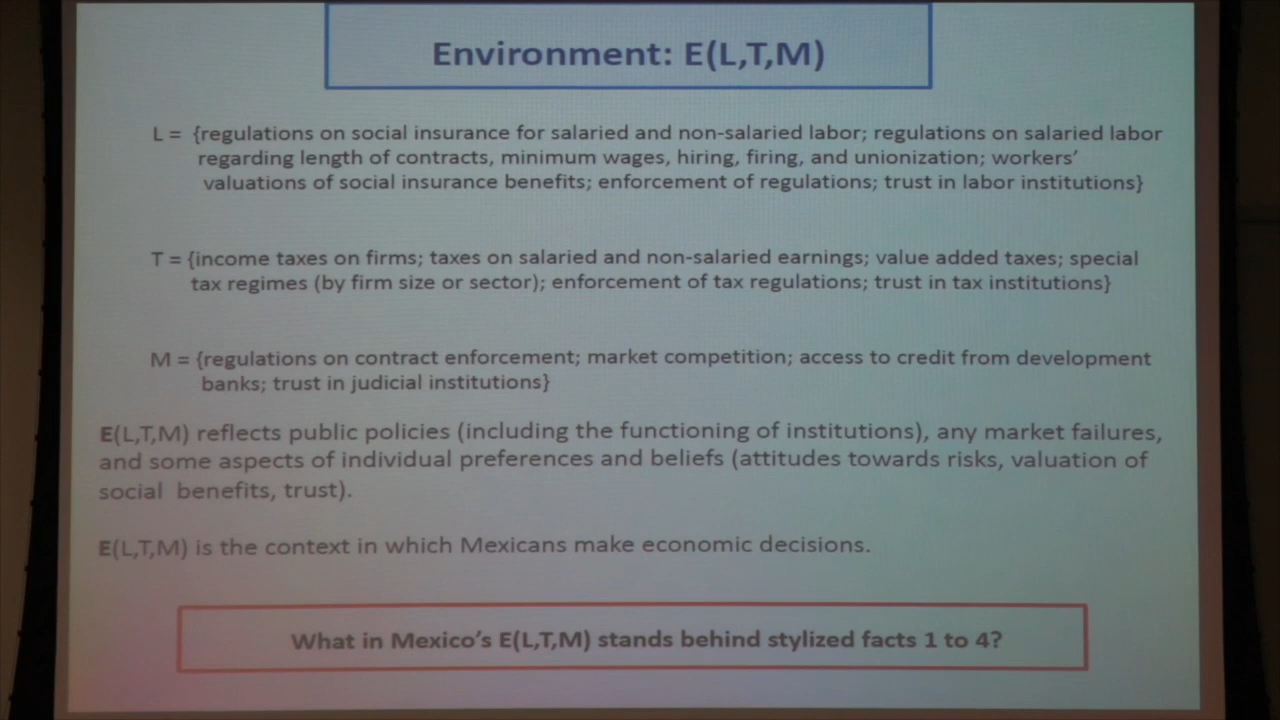 Environment: E(L,T,M)
L = {regulations on social insurance for salaried and non-salaried labor; regulations on salaried labor
regarding length of contracts, minimum wages, hiring, firing, and unionization; workers'
valuations of social insurance benefits; enforcement of regulations; trust in labor institutions}
T = {income taxes on firms; taxes on salaried and non-salaried earnings; value added taxes; special
tax regimes (by firm size or sector); enforcement of tax regulations; trust in tax institutions}
M = {regulations on contract enforcement; market competition; access to credit from development
banks; trust in judicial institutions}
E(L,T,M) reflects public policies (including the functioning of institutions), any market failures,
and some aspects of individual preferences and beliefs (attitudes towards risks, valuation of
social benefits, trust).
E(L,T,M) is the context in which Mexicans make economic decisions.
What in Mexico's E(L,T,M) stands behind stylized facts 1 to 4?